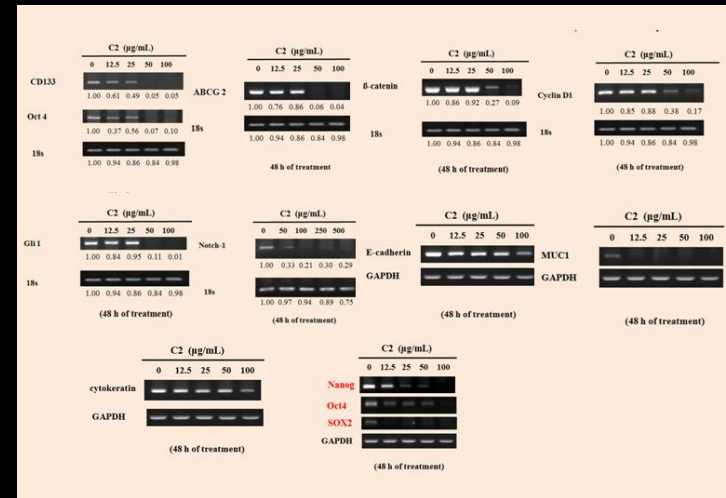 C2 (µg/mL)
0 12.5 25 50 100
CD133
1.00 0.61 0.49 0.05 0.05
Oct 4
1.00 0.37 0.56 0.07 0.10
18s
1.00 0.94 0.86 0.84 0.98
C2 (µg/mL)
0 12.5 25 50 100
ABCG 2
1.00 0.76 0.86 0.06 0.04
18s
1.00 0.94 0.86 0.84 0.98
48 h of treatment
C2 (µg/mL)
0 12.5 25 50 100
ß-catenin
1.00 0.86 0.92 0.27 0.09
18s
1.00 0.94 0.86 0.84 0.98
(48 h of treatment)
C2 (µg/mL)
0 12.5 25 50 100
Cyclin D1
1.00 0.85 0.88 0.38 0.17
18s
1.00 0.94 0.86 0.84 0.98
(48 h of treatment)
C2 (µg/mL)
0 12.5 25 50 100
Gli 1
1.00 0.84 0.95 0.11 0.01
18s
1.00 0.94 0.86 0.84 0.98
(48 h of treatment)
C2 (µg/mL)
0 50 100 250 500
Notch-1
1.00 0.33 0.21 0.30 0.29
18s
1.00 0.97 0.94 0.89 0.75
(48 h of treatment)
C2 (µg/mL)
0 12.5 25 50 100
E-cadherin
GAPDH
(48 h of treatment)
C2 (µg/mL)
0 12.5 25 50 100
MUC1
GAPDH
(48 h of treatment)
C2 (µg/mL)
0 12.5 25 50 100
cytokeratin
GAPDH
(48 h of treatment)
C2 (µg/mL)
0 12.5 25 50 100
Nanog
Oct4
SOX2
GAPDH
(48 h of treatment)